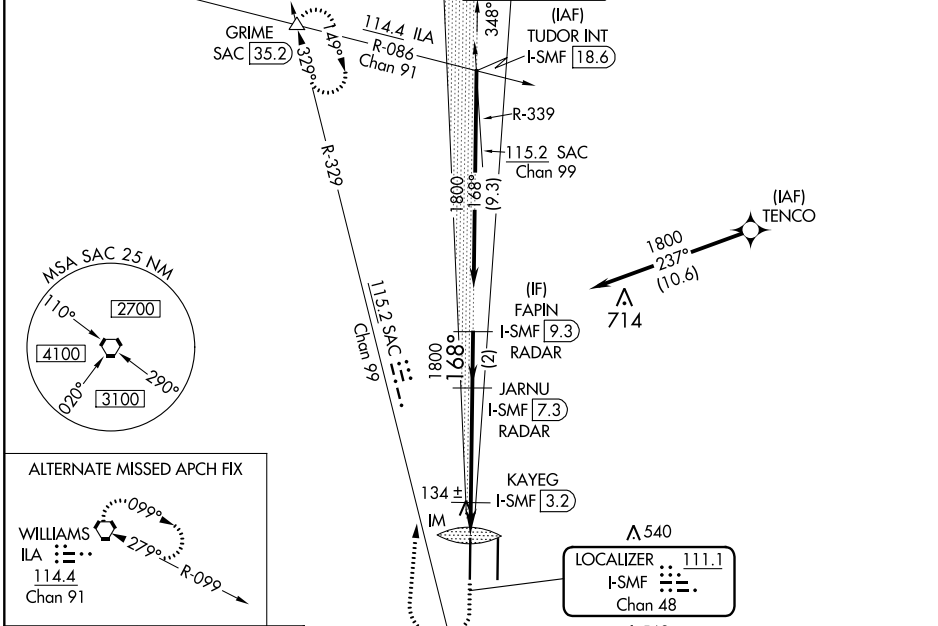 348°
(IAF)
TUDOR INT
I-SMF 18.6
114.4 ILA
R-086
Chan 91
GRIME
SAC 35.2
149°
329°
R-339
115.2 SAC
Chan 99
R-329
1800
168°
(9.3)
(IAF)
TENCO
1800
237°
(10.6)
714
MSA SAC 25 NM
110°
2700
4100
020°
3100
290°
115.2 SAC
Chan 99
(IF)
FAPIN
I-SMF 9.3
RADAR
1800
168°
(2)
JARNU
I-SMF 7.3
RADAR
KAYEG
I-SMF 3.2
134 ±
IM
ALTERNATE MISSED APCH FIX
WILLIAMS
ILA
114.4
Chan 91
099°
279°
R-099
540
LOCALIZER 111.1
I-SMF
Chan 48